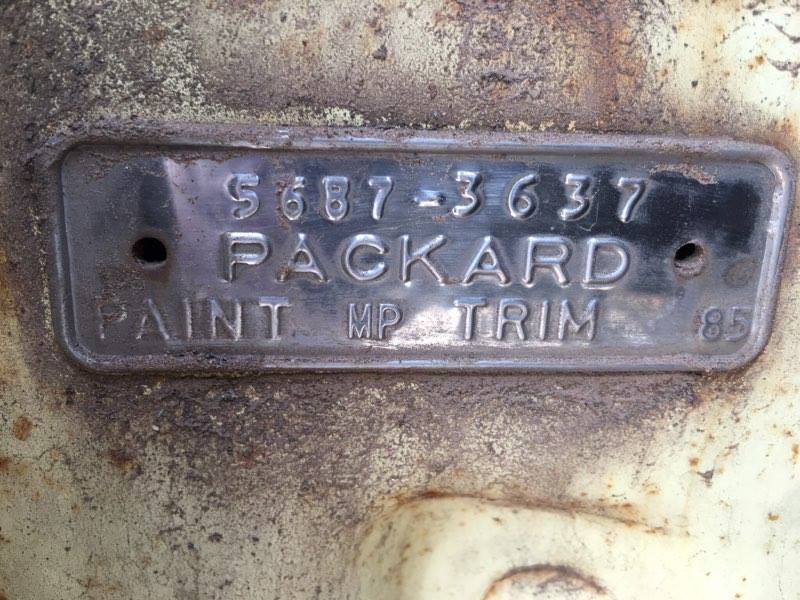 5687-3637
PACKARD
PAINT MP TRIM 85